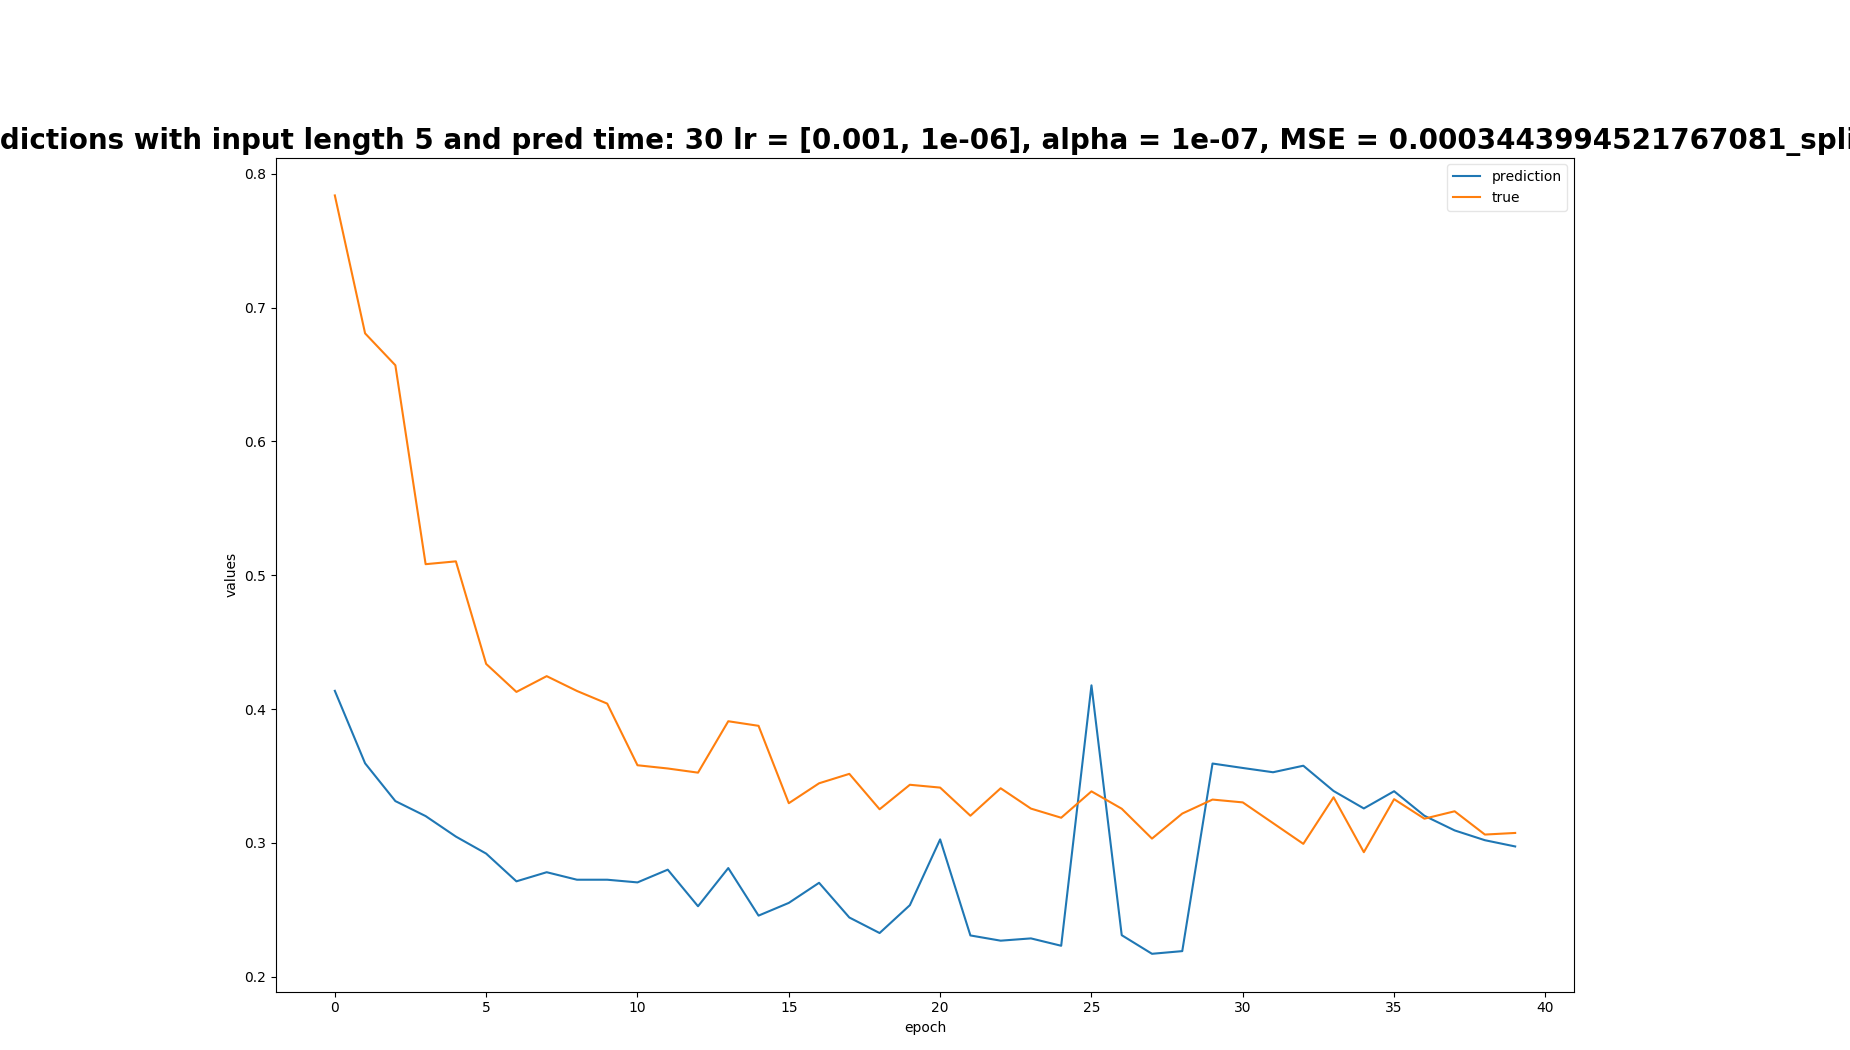 dictions with input length 5 and pred time: 30 lr = [0.001, 1e-06], alpha = 1e-07, MSE = 0.0003443994521767081_spli
prediction
true
0.8
0.7
0.6
0.5
0.4
0.3
0.2
values
0 5 10 15 20 25 30 35 40
epoch